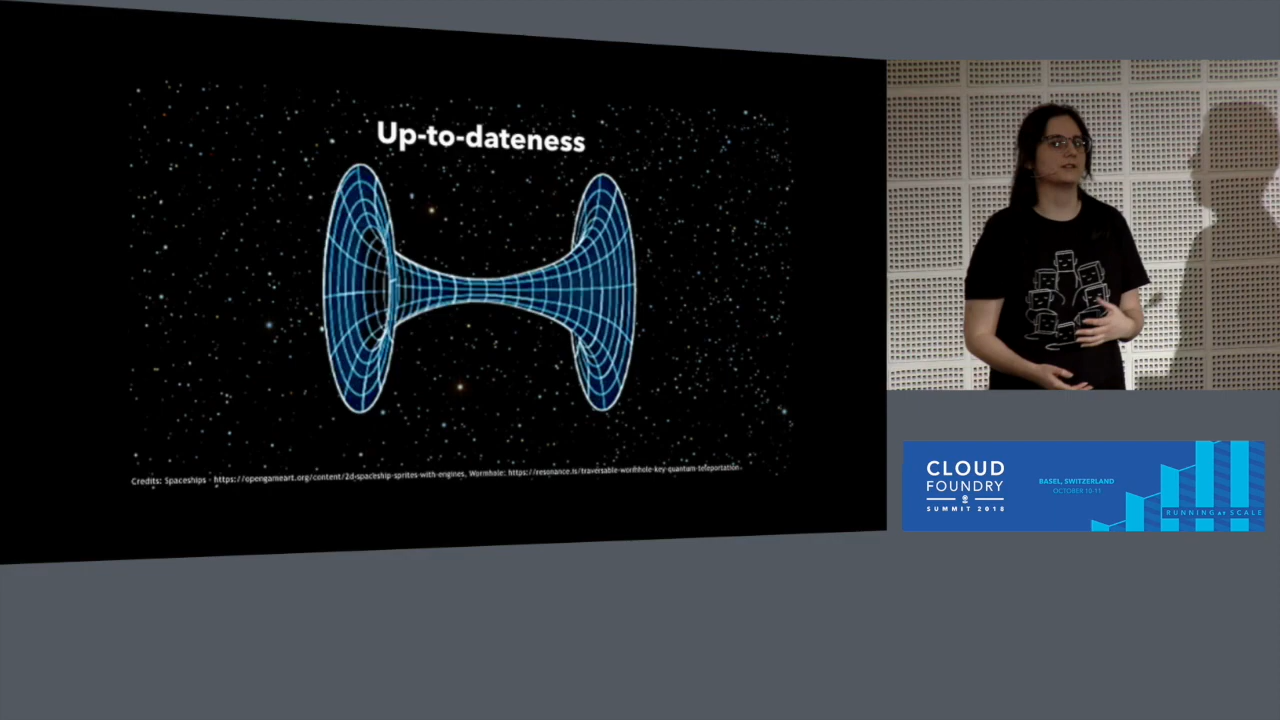 Up-to-dateness
Credits: Spaceships - https://opengameart.org/content/2d-spaceship-sprites-with-engines, Wormhole: https://resonance.is/traversable-wormhole-key-quantum-teleportation
CLOUD
FOUNDRY
SUMMIT 2018
BASEL, SWITZERLAND
OCTOBER 10-11
RUNNING AT SCALE